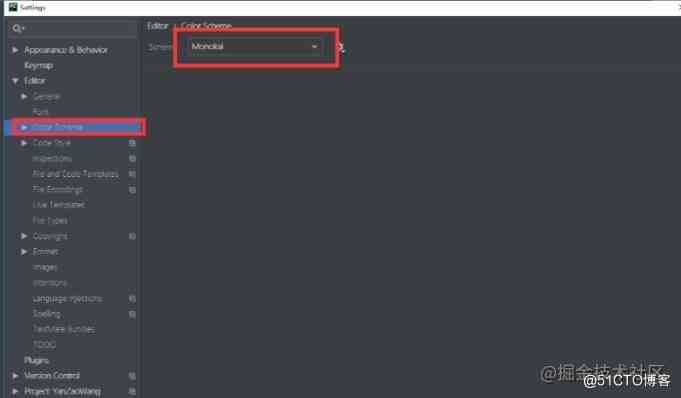 Settings
Editor › Color Scheme
Scheme
Monokai
Appearance & Behavior
Keymap
Editor
General
Font
Color Scheme
Code Style
Inspections
File and Code Templates
File Encodings
Live Templates
File Types
Copyright
Emmet
Images
Intentions
Language Injections
Spelling
TextMate Bundles
TODO
Plugins
Version Control
Project: YanZaoWang
@掘金技术社区
@51CTO博客